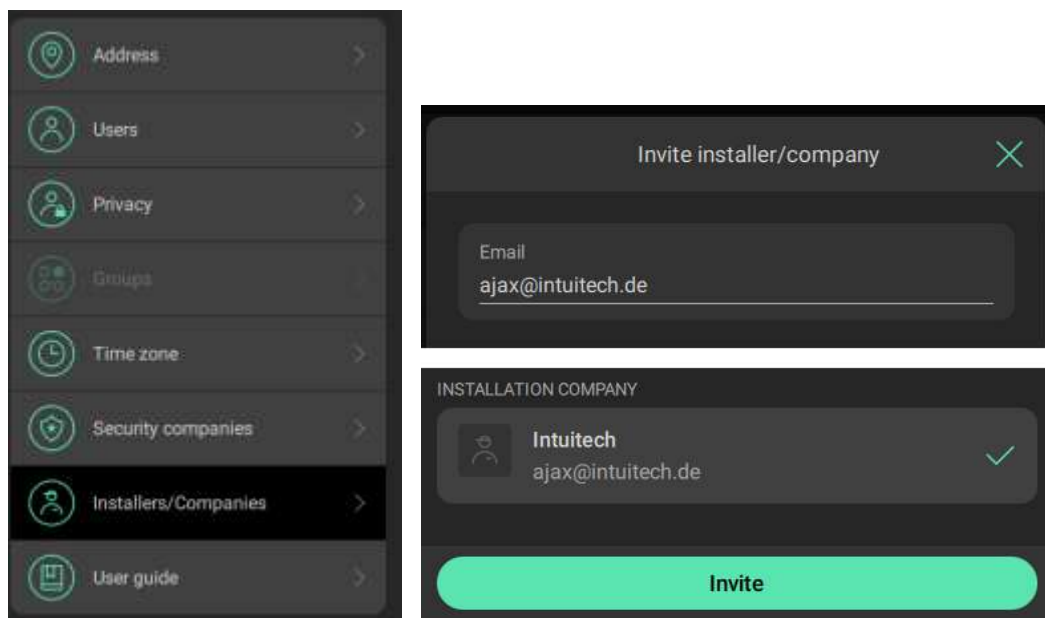 Address
Users
Privacy
Groups
Time zone
Security companies
Installers/Companies
User guide
Invite installer/company
Email
ajax@intuitech.de
INSTALLATION COMPANY
Intuitech
ajax@intuitech.de
Invite